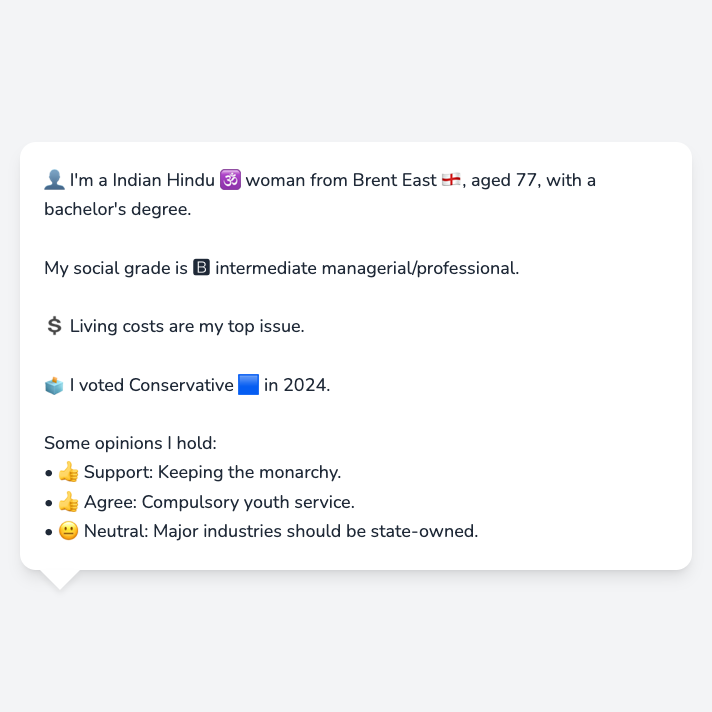 👤 I'm a Indian Hindu 🕉️ woman from Brent East 🏴󠁧󠁢󠁥󠁮󠁧󠁿, aged 77, with a
bachelor's degree.
My social grade is 🅱 intermediate managerial/professional.
💲 Living costs are my top issue.
🗳️ I voted Conservative 🟦 in 2024.
Some opinions I hold:
• 👍 Support: Keeping the monarchy.
• 👍 Agree: Compulsory youth service.
• 😐 Neutral: Major industries should be state-owned.